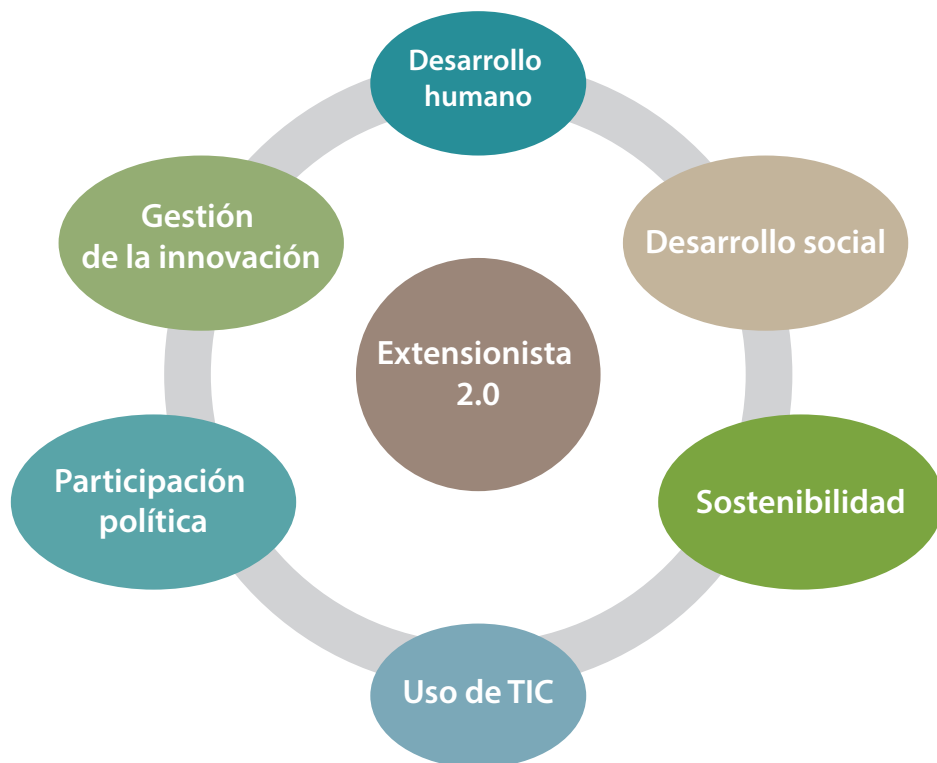 Desarrollo
humano
Gestión
de la innovación
Desarrollo social
Extensionista
2.0
Participación
política
Sostenibilidad
Uso de TIC